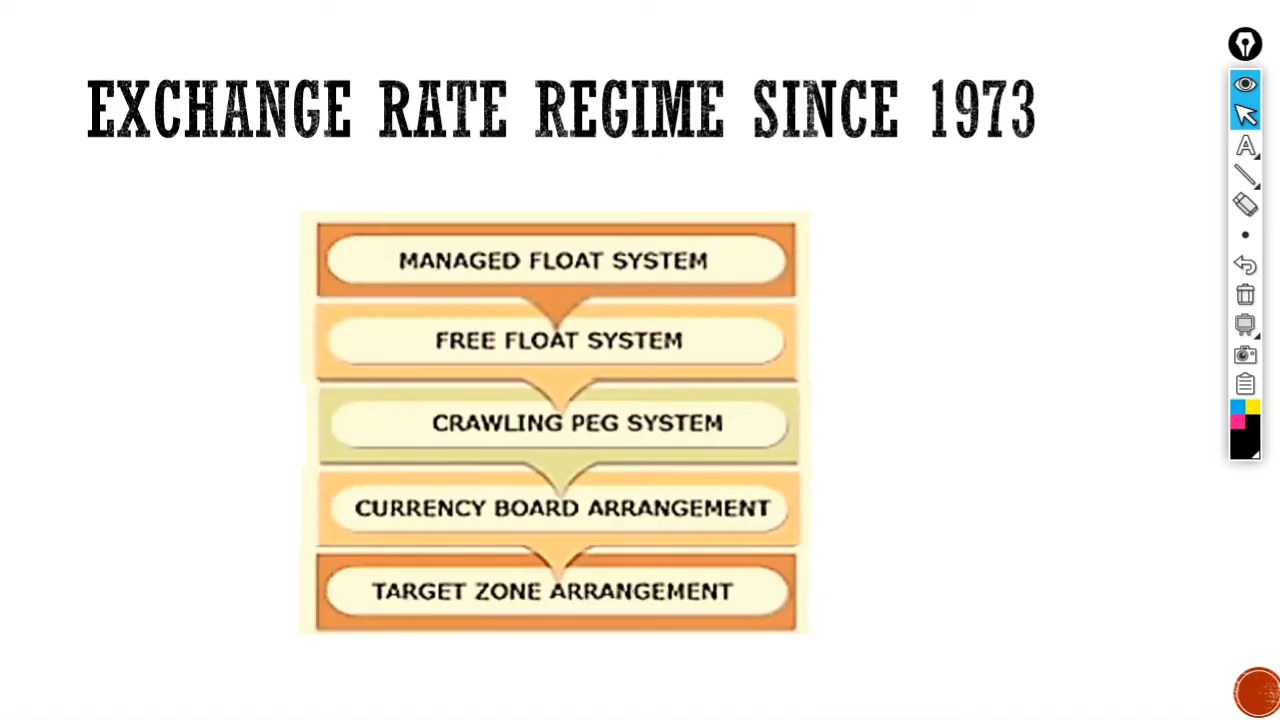 EXCHANGE RATE REGIME SINCE 1973
MANAGED FLOAT SYSTEM
FREE FLOAT SYSTEM
CRAWLING PEG SYSTEM
CURRENCY BOARD ARRANGEMENT
TARGET ZONE ARRANGEMENT